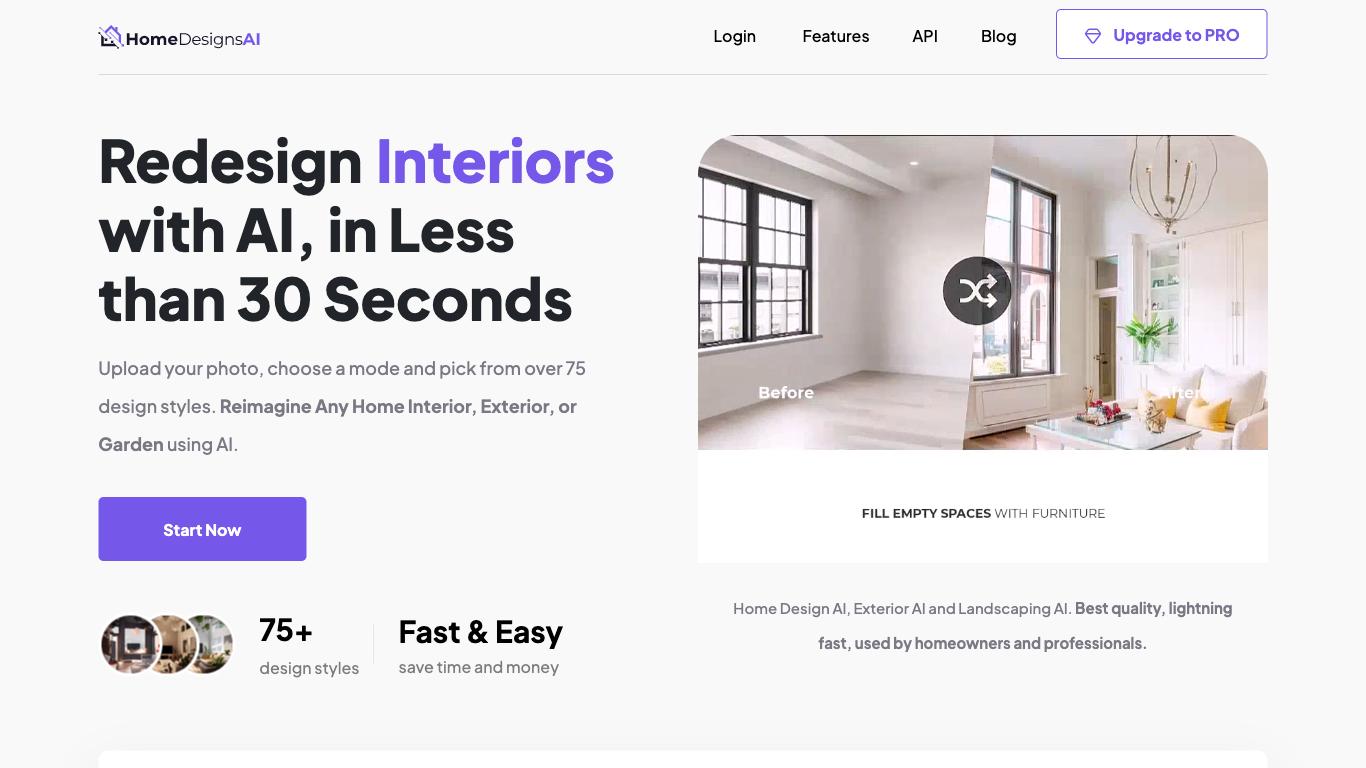 HomeDesignsAI
Login
Features
API
Blog
Upgrade to PRO
Redesign Interiors
with AI, in Less
than 30 Seconds
Upload your photo, choose a mode and pick from over 75
design styles. Reimagine Any Home Interior, Exterior, or
Garden using AI.
Start Now
75+
design styles
Fast & Easy
save time and money
Before
After
FILL EMPTY SPACES WITH FURNITURE
Home Design AI, Exterior AI and Landscaping AI. Best quality, lightning
fast, used by homeowners and professionals.